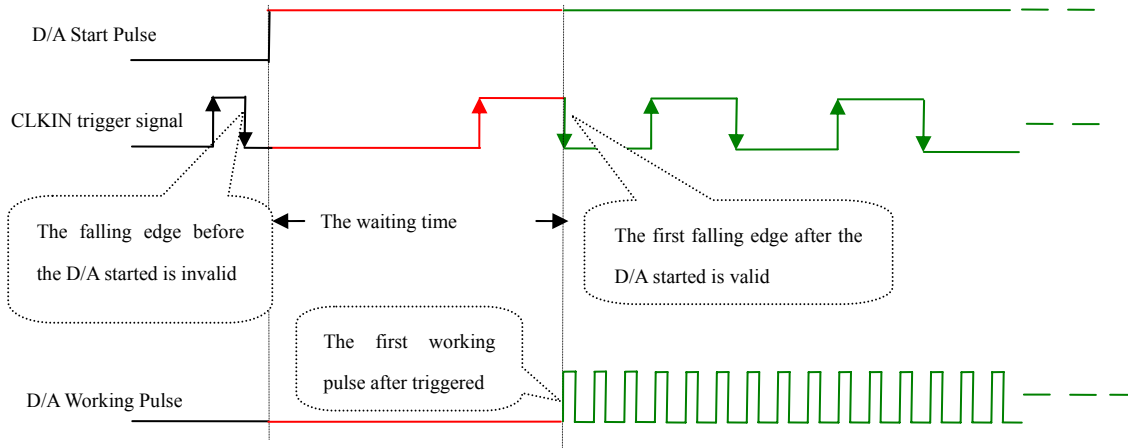 D/A Start Pulse
CLKIN trigger signal
The falling edge before
the D/A started is invalid
The waiting time
The first falling edge after the
D/A started is valid
The first working
pulse after triggered
D/A Working Pulse